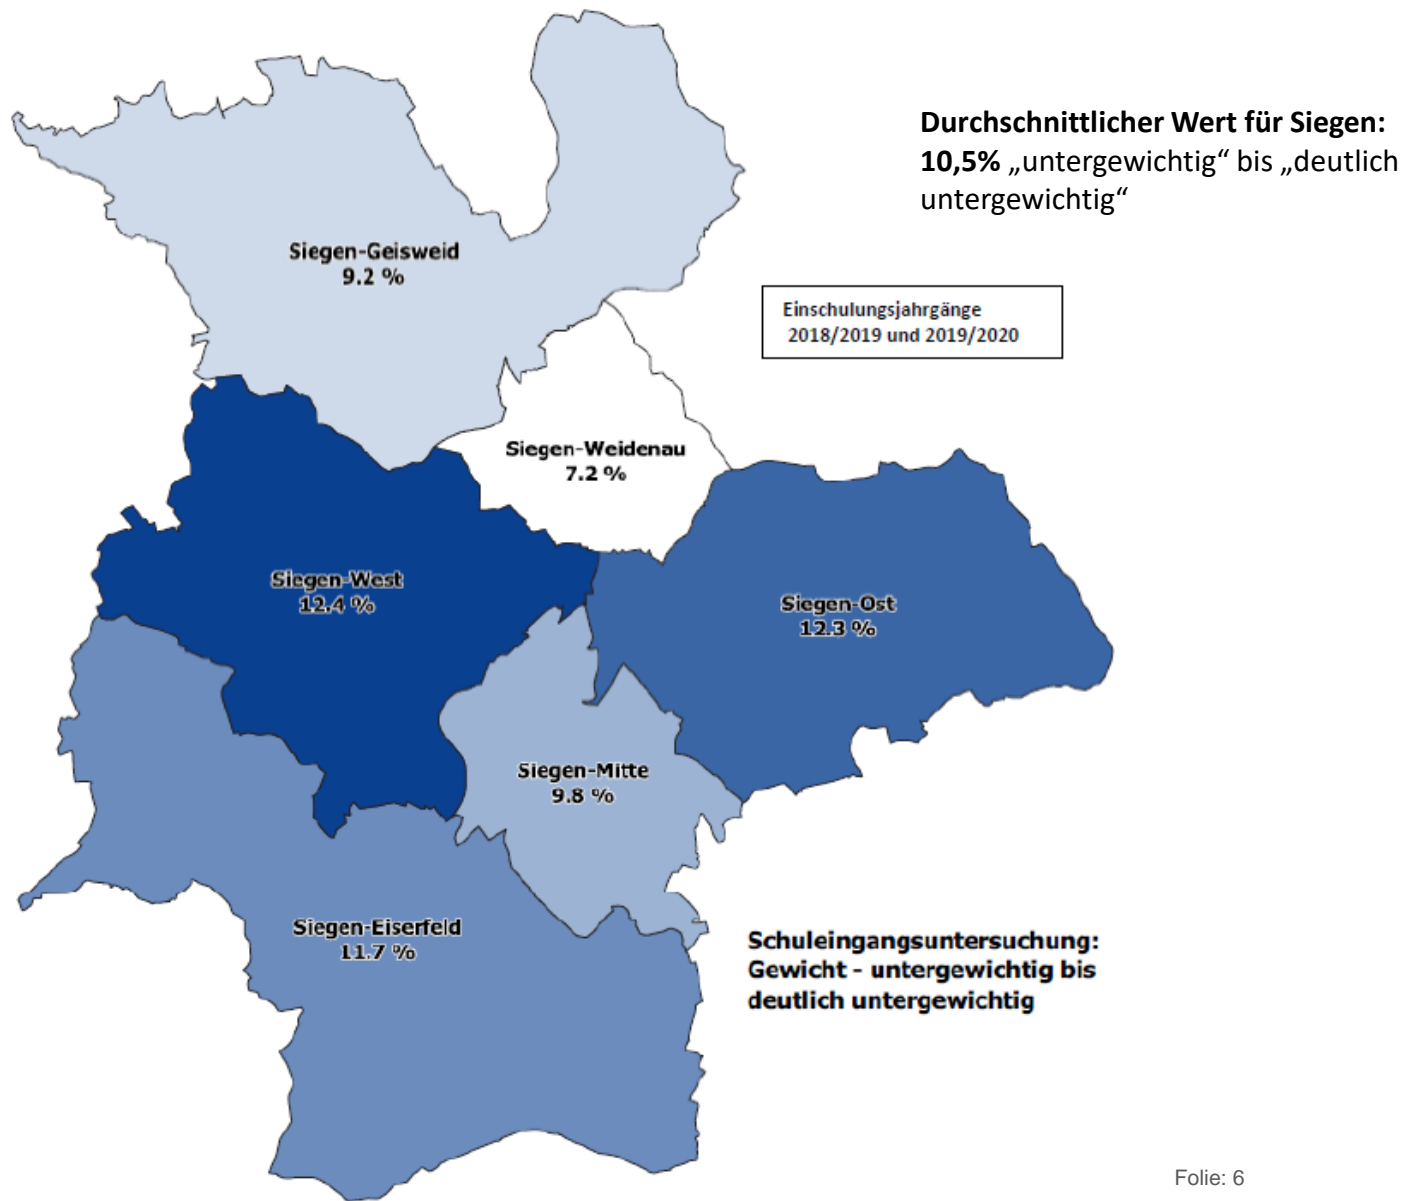 Durchschnittlicher Wert für Siegen:
10,5% „untergewichtig“ bis „deutlich
untergewichtig“
Siegen-Geisweid
9.2 %
Einschulungsjahrgänge
2018/2019 und 2019/2020
Siegen-Weidenau
7.2 %
Siegen-West
12.4 %
Siegen-Ost
12.3 %
Siegen-Mitte
9.8 %
Siegen-Eiserfeld
11.7 %
Schuleingangsuntersuchung:
Gewicht - untergewichtig bis
deutlich untergewichtig
Folie: 6